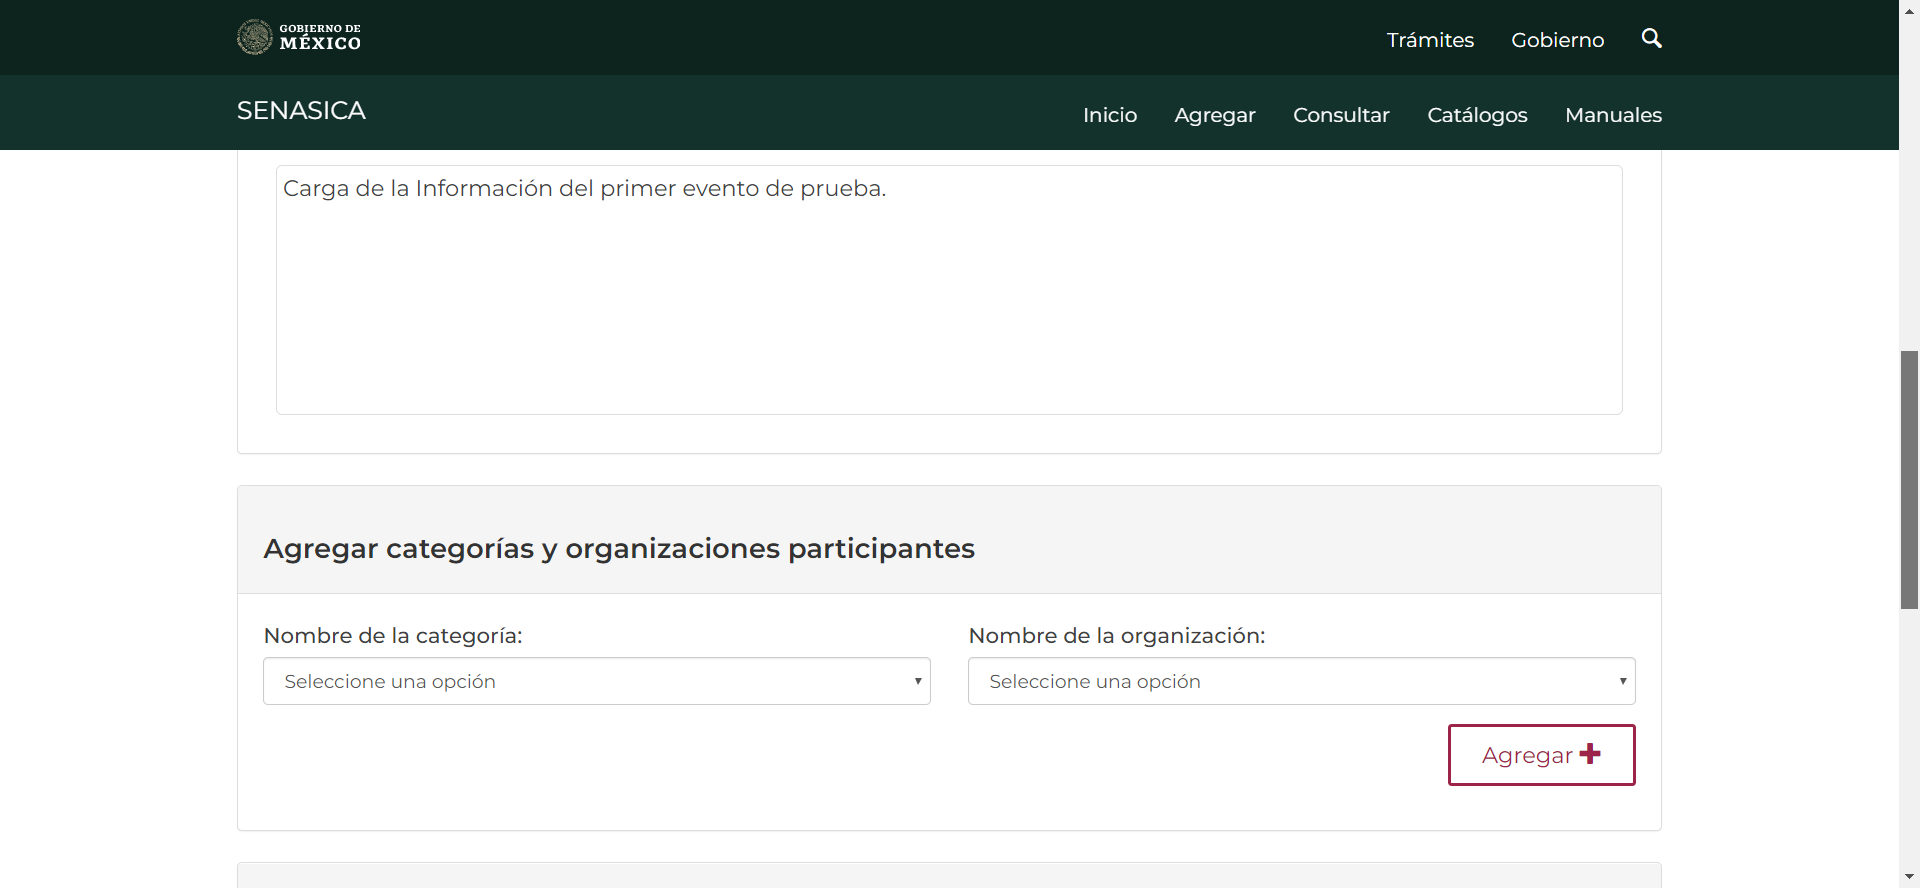 GOBIERNO DE
MÉXICO
Trámites
Gobierno
SENASICA
Inicio
Agregar
Consultar
Catálogos
Manuales
Carga de la Información del primer evento de prueba.
Agregar categorías y organizaciones participantes
Nombre de la categoría:
Nombre de la organización:
Seleccione una opción
Seleccione una opción
Agregar